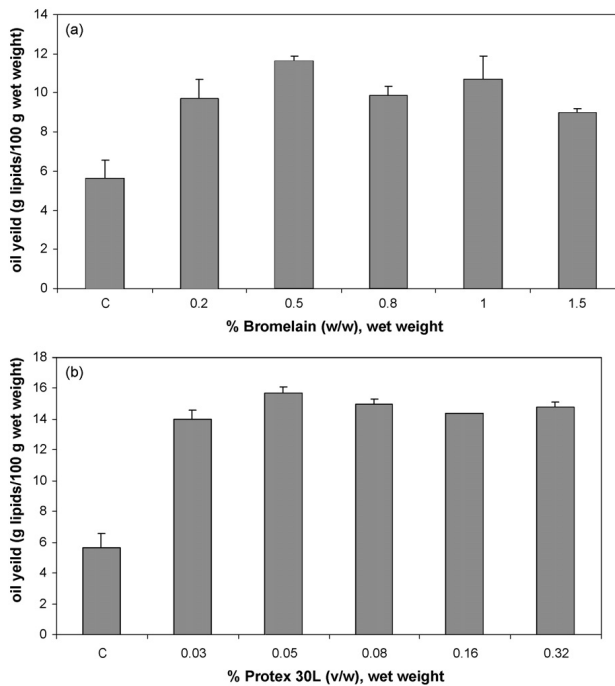 (a)
14
12
10
8
6
4
2
0
oil yeild (g lipids/100 g wet weight)
C 0.2 0.5 0.8 1 1.5
% Bromelain (w/w), wet weight
(b)
18
16
14
12
10
8
6
4
2
0
oil yeild (g lipids/100 g wet weight)
C 0.03 0.05 0.08 0.16 0.32
% Protex 30L (v/w), wet weight